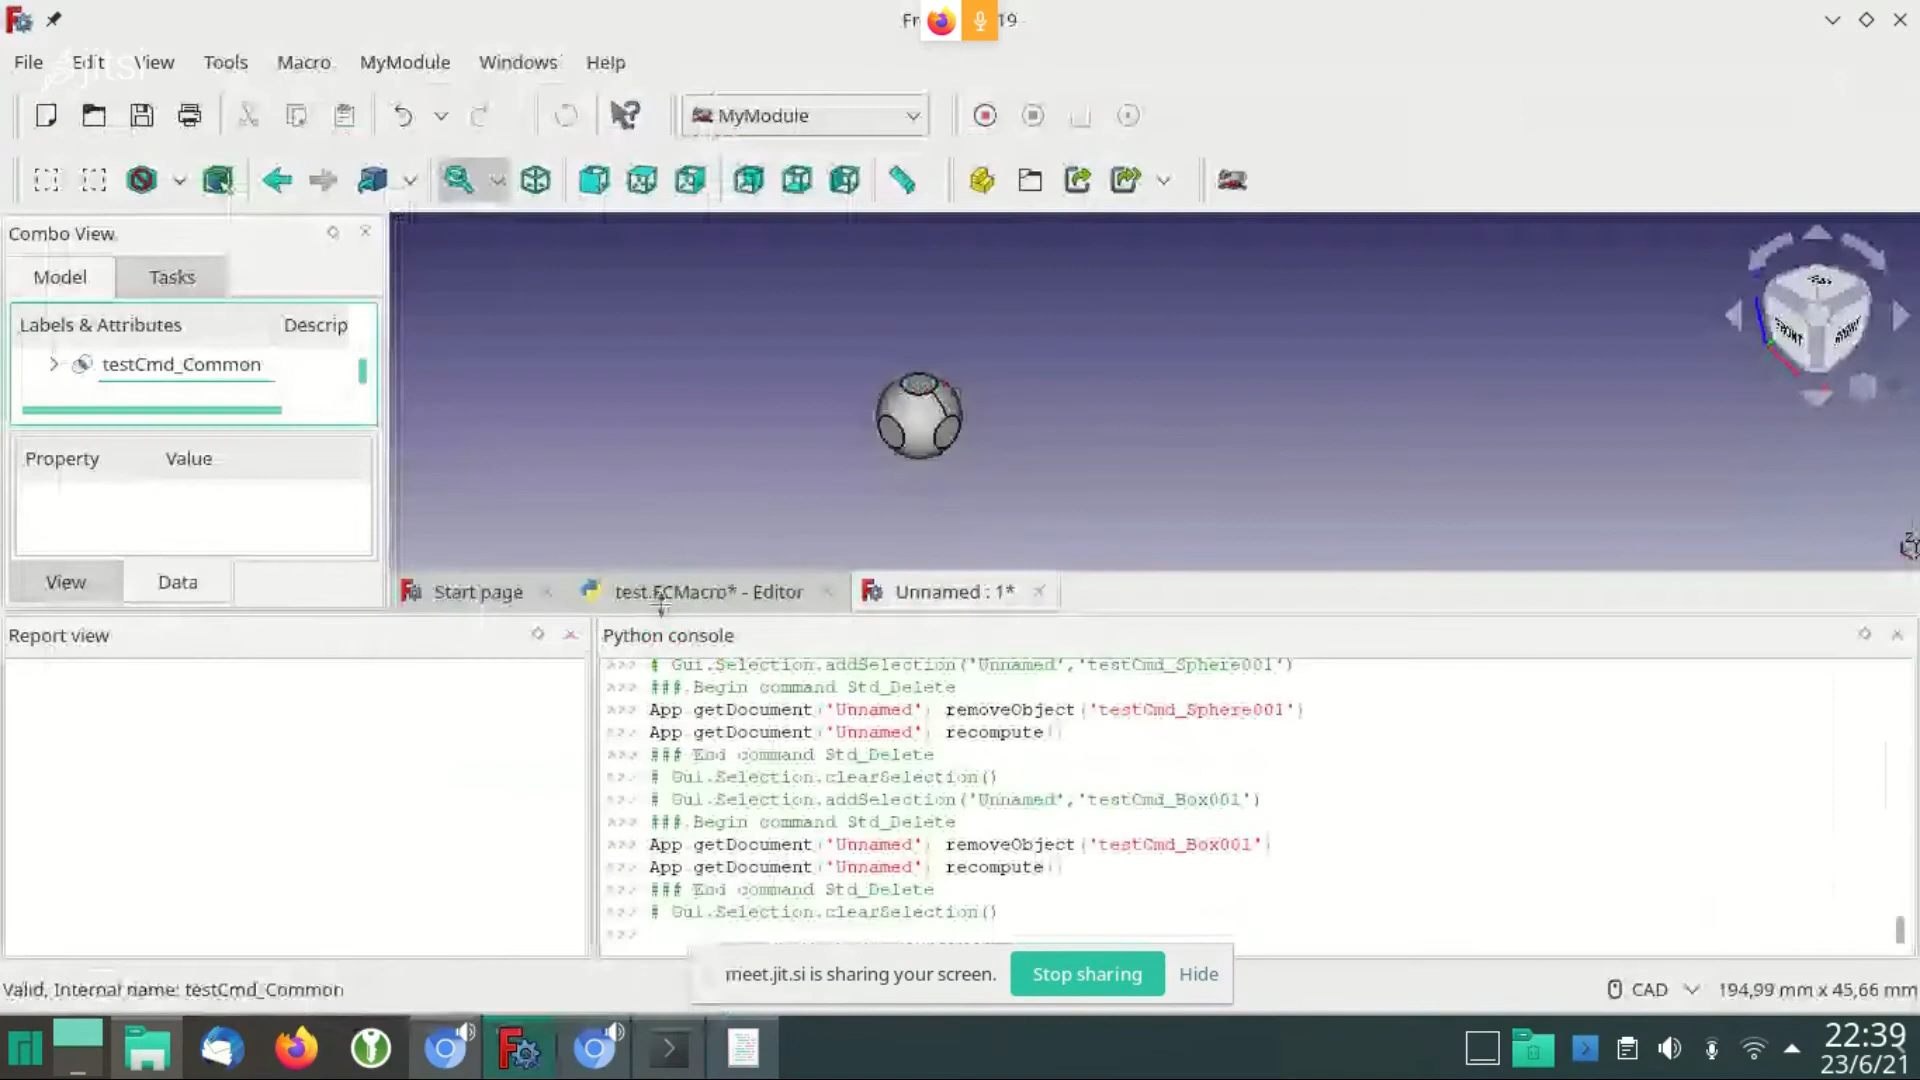 19
jitsi
File Edit View Tools Macro MyModule Windows Help
MyModule
Combo View
Model Tasks
Labels & Attributes Descrip
testCmd_Common
Property Value
View Data
FRONT
Start page test.FCMacro* - Editor Unnamed : 1*
Report view
Python console
>>> # Gui.Selection.addSelection('Unnamed','testCmd_Sphere001')
>>> ### Begin command Std_Delete
>>> App.getDocument('Unnamed').removeObject('testCmd_Sphere001')
>>> App.getDocument('Unnamed').recompute()
>>> ### End command Std_Delete
>>> # Gui.Selection.clearSelection()
>>> # Gui.Selection.addSelection('Unnamed','testCmd_Box001')
>>> ### Begin command Std_Delete
>>> App.getDocument('Unnamed').removeObject('testCmd_Box001')
>>> App.getDocument('Unnamed').recompute()
>>> ### End command Std_Delete
>>> # Gui.Selection.clearSelection()
>>>
meet.jit.si is sharing your screen. Stop sharing Hide
Valid, Internal name: testCmd_Common
CAD 194,99 mm x 45,66 mm
22:39
23/6/21